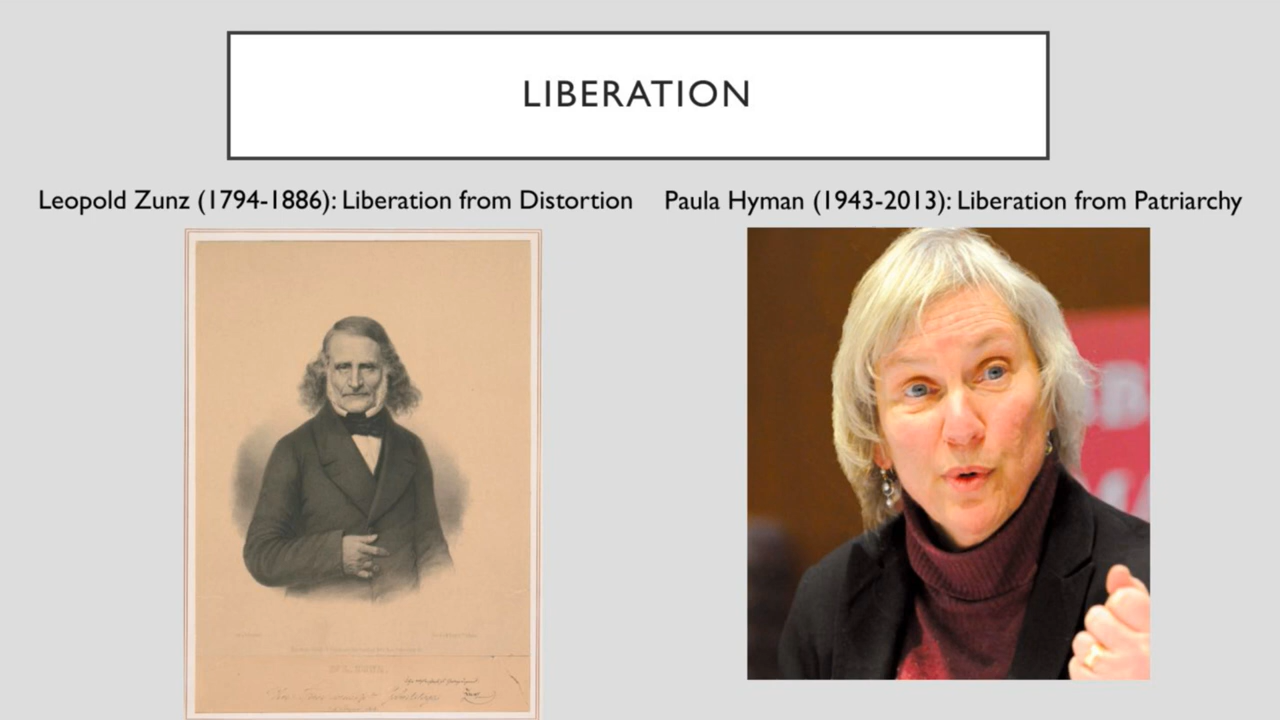 LIBERATION
Leopold Zunz (1794-1886): Liberation from Distortion
Paula Hyman (1943-2013): Liberation from Patriarchy